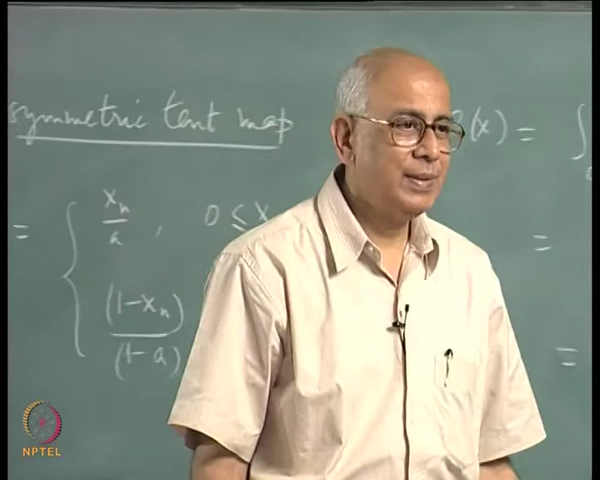 symmetric tent map
ρ(x) = ∫
= { x_n / a , 0 ≤ x
(1-x_n) / (1-a)
=
=
NPTEL